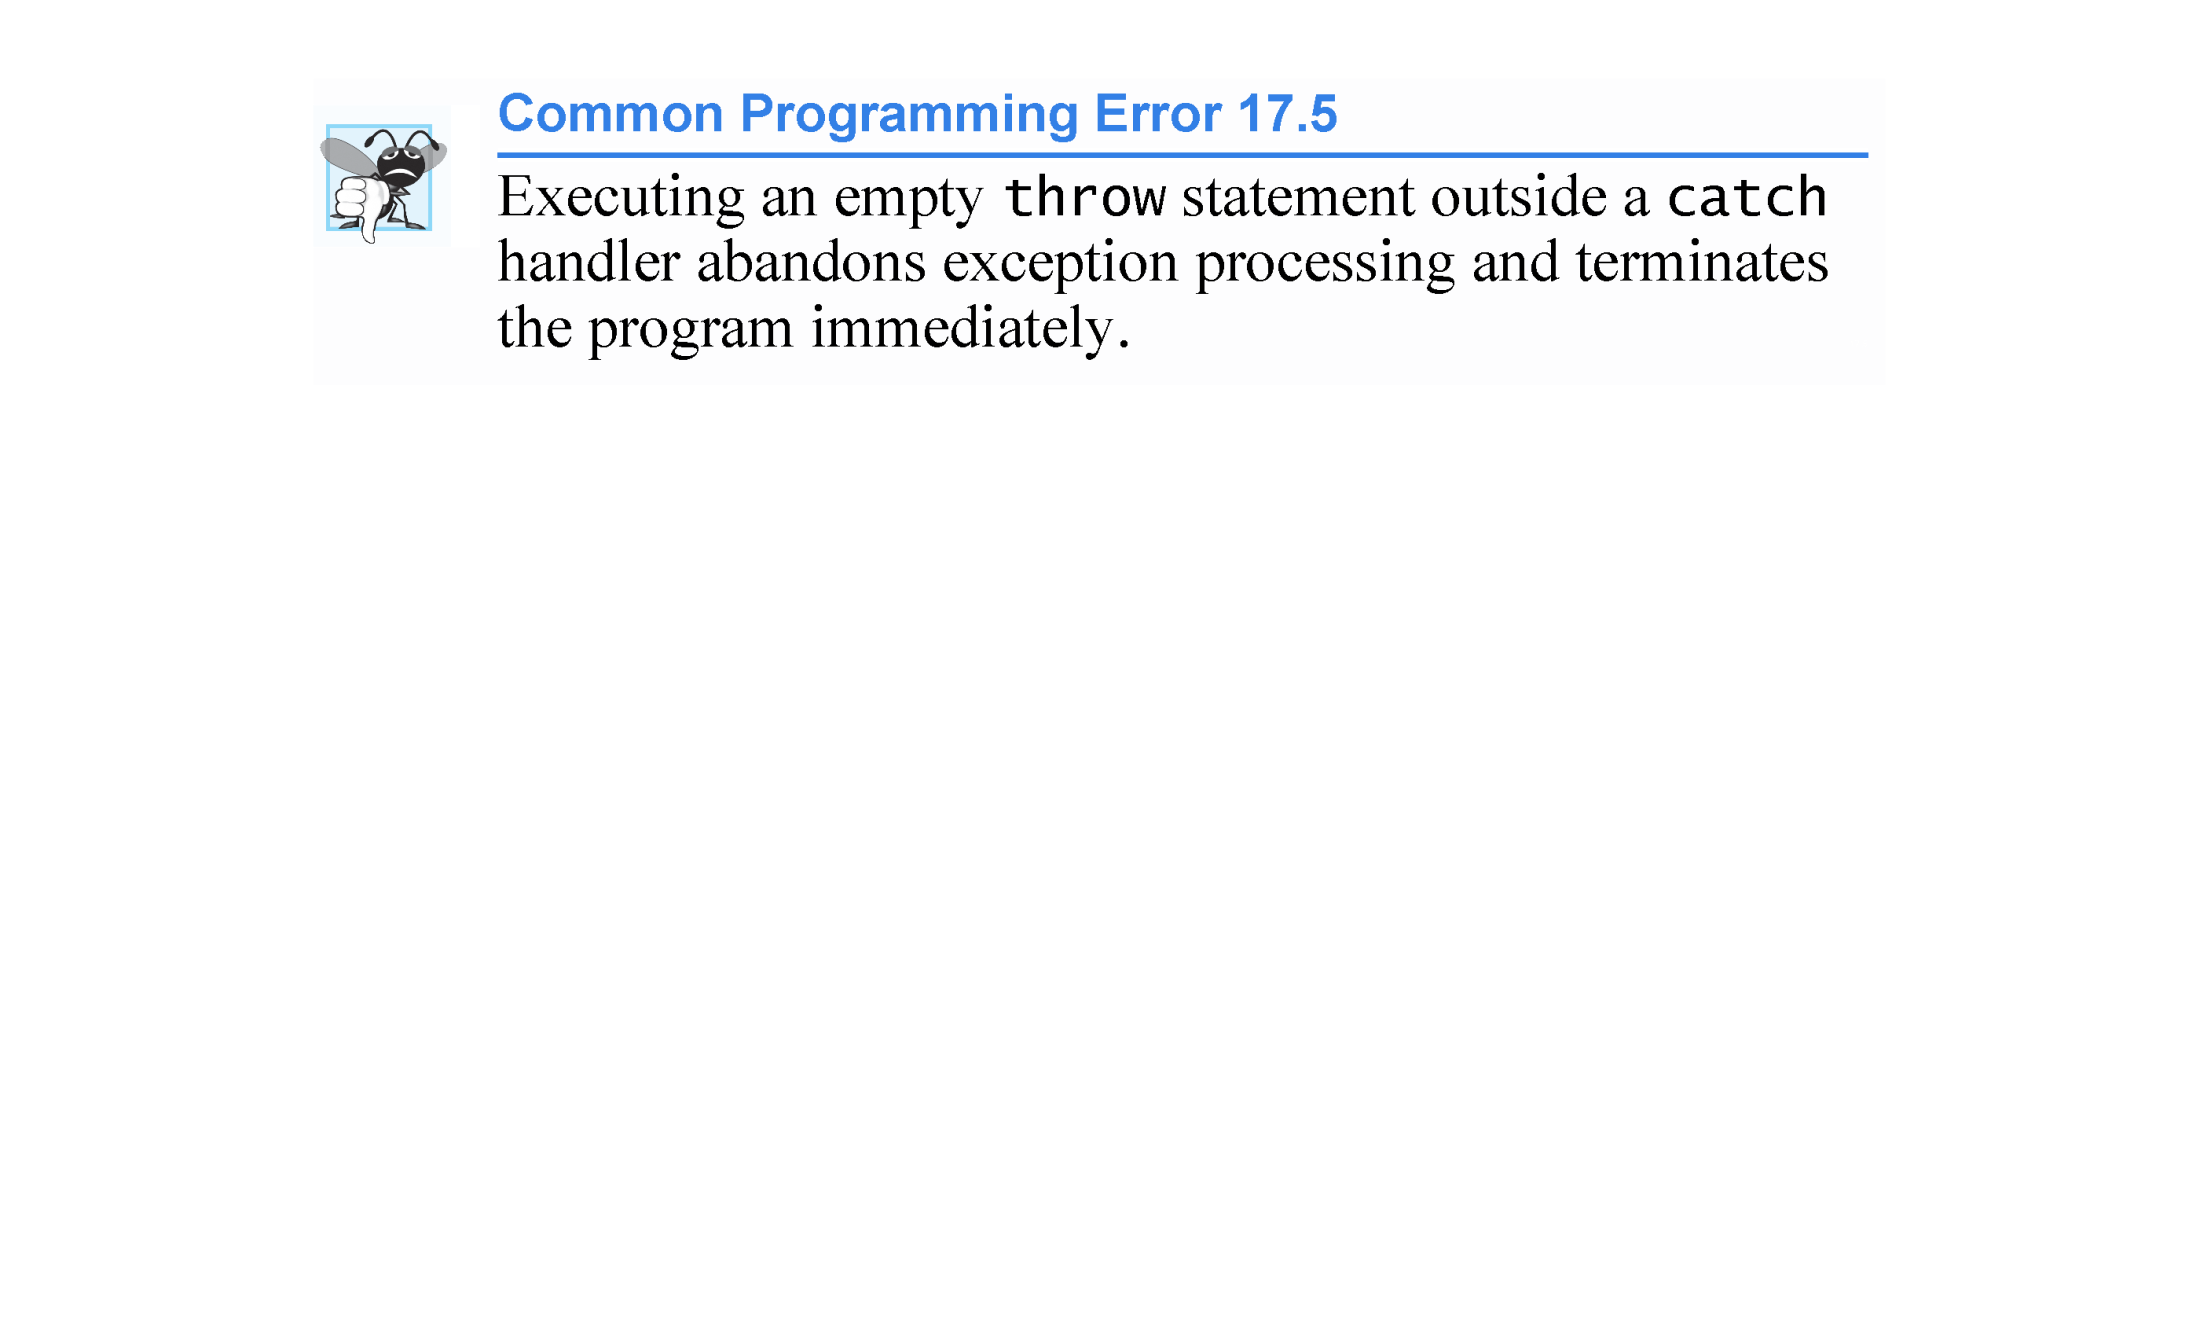 Common Programming Error 17.5
Executing an empty throw statement outside a catch
handler abandons exception processing and terminates
the program immediately.